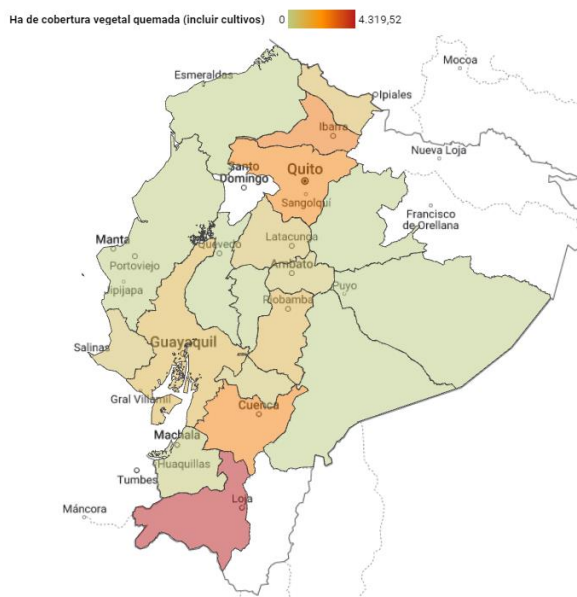 Ha de cobertura vegetal quemada (incluir cultivos) 0 4.319,52
Mocoa
Esmeraldas
Ipiales
Ibarra
Nueva Loja
Santo
Domingo
Quito
Sangolquí
Francisco
de Orellana
Manta
Quevedo
Latacunga
Portoviejo
Ambato
Jipijapa
Puyo
Riobamba
Salinas
Guayaquil
Gral Villamil
Cuenca
Machala
Huaquillas
Tumbes
Máncora
Loja